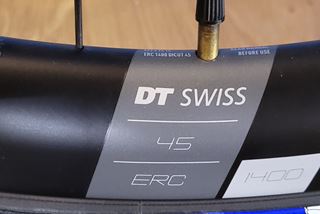 ERC 1400 DICUT 45
BEFORE USE
DT SWISS
45
ERC
1400